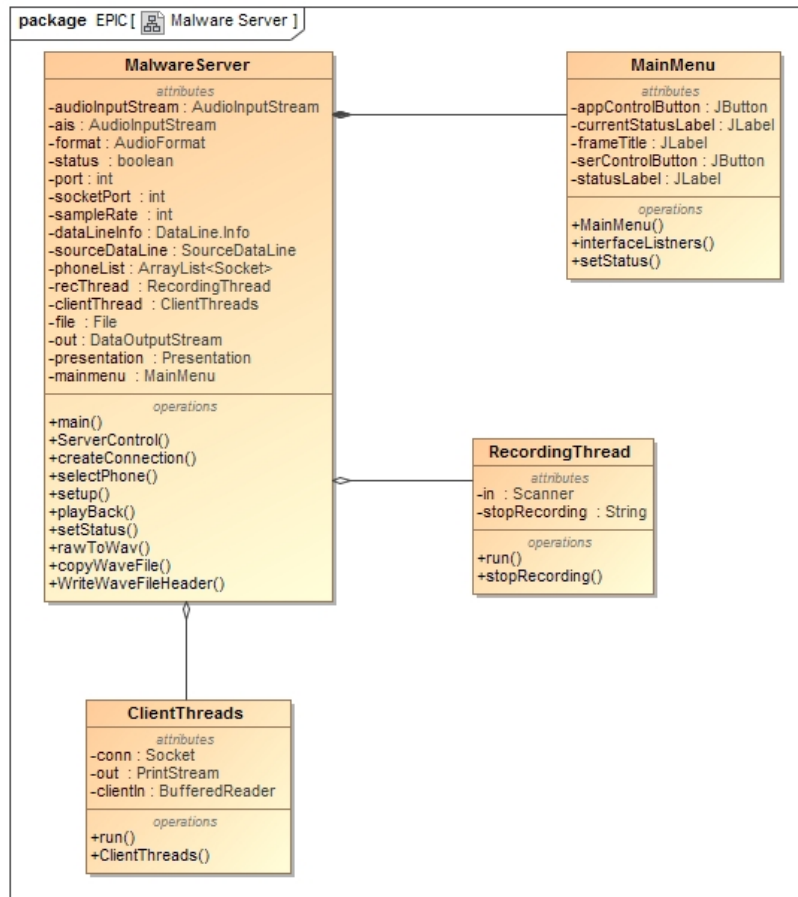 package EPIC [ Malware Server ]
MalwareServer
attributes
-audioInputStream : AudioInputStream
-ais : AudioInputStream
-format : AudioFormat
-status : boolean
-port : int
-socketPort : int
-sampleRate : int
-dataLineInfo : DataLine.Info
-sourceDataLine : SourceDataLine
-phoneList : ArrayList<Socket>
-recThread : RecordingThread
-clientThread : ClientThreads
-file : File
-out : DataOutputStream
-presentation : Presentation
-mainmenu : MainMenu
operations
+main()
+ServerControl()
+createConnection()
+selectPhone()
+setup()
+playBack()
+setStatus()
+rawToWav()
+copyWaveFile()
+WriteWaveFileHeader()
MainMenu
attributes
-appControlButton : JButton
-currentStatusLabel : JLabel
-frameTitle : JLabel
-serControlButton : JButton
-statusLabel : JLabel
operations
+MainMenu()
+interfaceListners()
+setStatus()
RecordingThread
attributes
-in : Scanner
-stopRecording : String
operations
+run()
+stopRecording()
ClientThreads
attributes
-conn : Socket
-out : PrintStream
-clientIn : BufferedReader
operations
+run()
+ClientThreads()